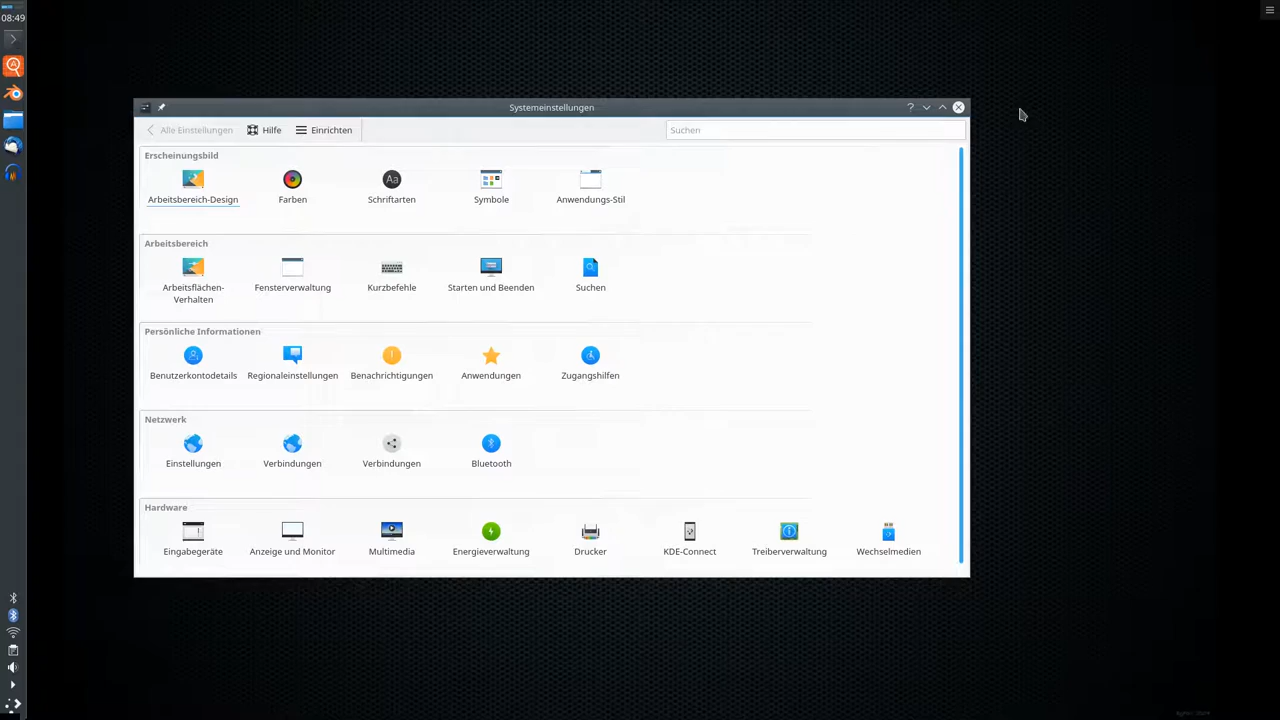 08:49
Systemeinstellungen
Alle Einstellungen Hilfe Einrichten Suchen
Erscheinungsbild
Arbeitsbereich-Design Farben Schriftarten Symbole Anwendungs-Stil
Arbeitsbereich
Arbeitsflächen- Fensterverwaltung Kurzbefehle Starten und Beenden Suchen
Verhalten
Persönliche Informationen
Benutzerkontodetails Regionaleinstellungen Benachrichtigungen Anwendungen Zugangshilfen
Netzwerk
Einstellungen Verbindungen Verbindungen Bluetooth
Hardware
Eingabegeräte Anzeige und Monitor Multimedia Energieverwaltung Drucker KDE-Connect Treiberverwaltung Wechselmedien